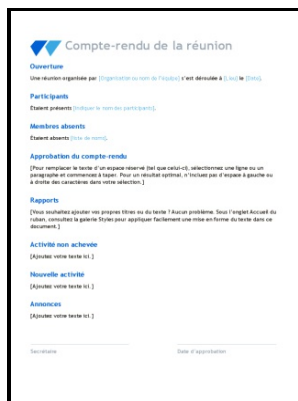 Compte-rendu de la réunion
Ouverture
Une réunion organisée par [Organisation ou nom de l'équipe] s'est déroulée à [Lieu] le [Date].
Participants
Étaient présents [Indiquer le nom des participants].
Membres absents
Étaient absents [liste de noms].
Approbation du compte-rendu
[Pour remplacer le texte d'un espace réservé (tel que celui-ci), sélectionnez une ligne ou un
paragraphe et commencez à taper. Pour un résultat optimal, n'incluez pas d'espace à gauche ou
à droite des caractères dans votre sélection.]
Rapports
[Vous souhaitez ajouter vos propres titres ou du texte ? Aucun problème. Sous l'onglet Accueil du
ruban, consultez la galerie Styles pour appliquer facilement une mise en forme du texte dans ce
document.]
Activité non achevée
[Ajoutez votre texte ici.]
Nouvelle activité
[Ajoutez votre texte ici.]
Annonces
[Ajoutez votre texte ici.]
Secrétaire Date d'approbation